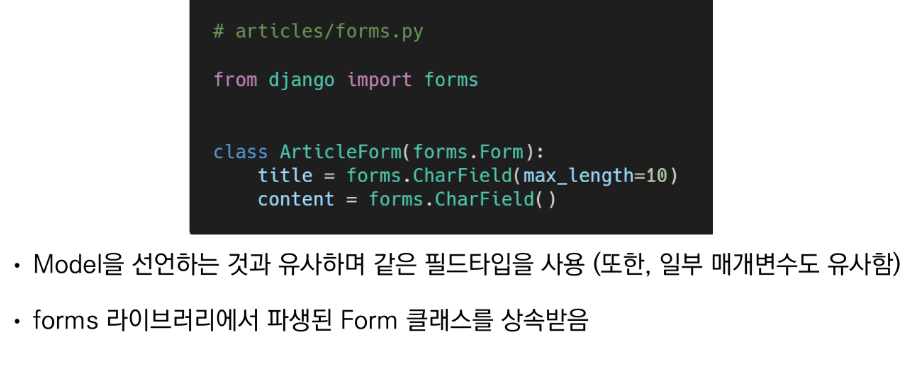 # articles/forms.py
from django import forms
class ArticleForm(forms.Form):
    title = forms.CharField(max_length=10)
    content = forms.CharField()
• Model을 선언하는 것과 유사하며 같은 필드타입을 사용 (또한, 일부 매개변수도 유사함)
• forms 라이브러리에서 파생된 Form 클래스를 상속받음